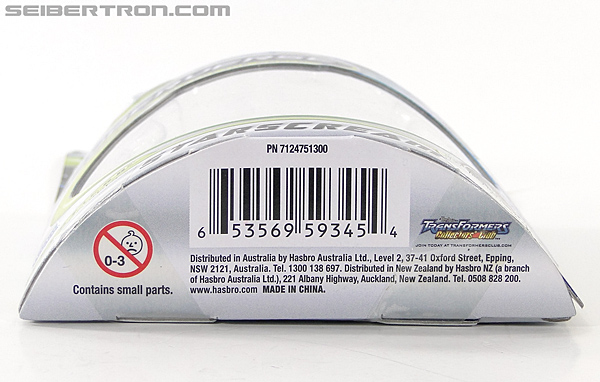 SEIBERTRON.COM
STARSCREAM
PN 7124751300
6 53569 59345 4
TRANSFORMERS
Collectors Club
JOIN TODAY AT TRANSFORMERSCLUB.COM
0-3
Contains small parts.
Distributed in Australia by Hasbro Australia Ltd., Level 2, 37-41 Oxford Street, Epping,
NSW 2121, Australia. Tel. 1300 138 697. Distributed in New Zealand by Hasbro NZ (a branch
of Hasbro Australia Ltd.), 221 Albany Highway, Auckland, New Zealand. Tel. 0508 828 200.
www.hasbro.com MADE IN CHINA.